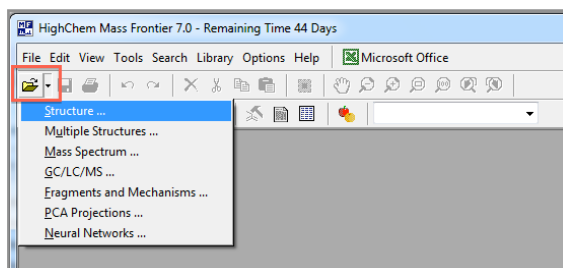 HighChem Mass Frontier 7.0 - Remaining Time 44 Days
File Edit View Tools Search Library Options Help Microsoft Office
Structure ...
Multiple Structures ...
Mass Spectrum ...
GC/LC/MS ...
Fragments and Mechanisms ...
PCA Projections ...
Neural Networks ...